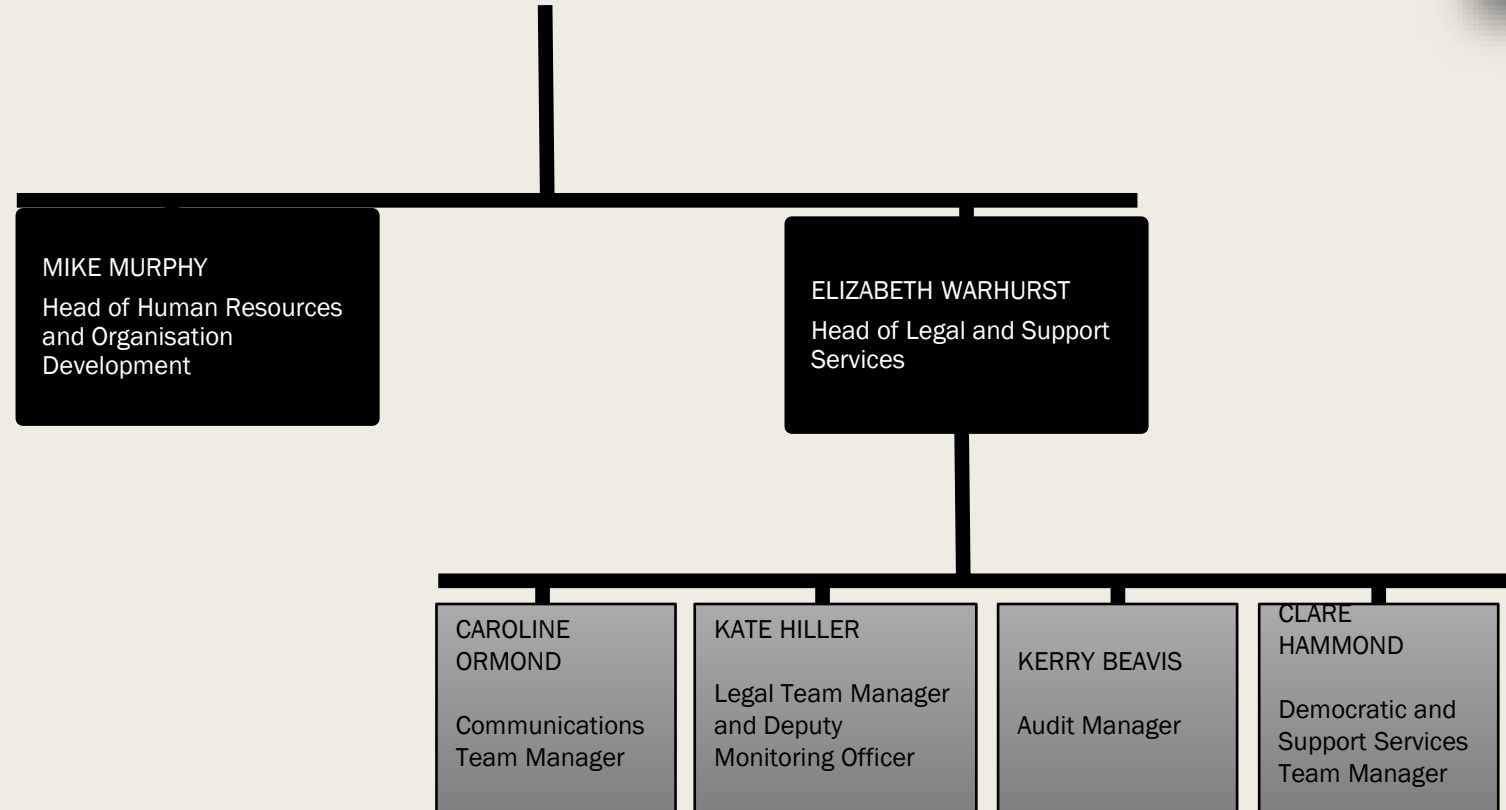 MIKE MURPHY
Head of Human Resources
and Organisation
Development
ELIZABETH WARHURST
Head of Legal and Support
Services
CAROLINE
ORMOND
Communications
Team Manager
KATE HILLER
Legal Team Manager
and Deputy
Monitoring Officer
KERRY BEAVIS
Audit Manager
CLARE
HAMMOND
Democratic and
Support Services
Team Manager